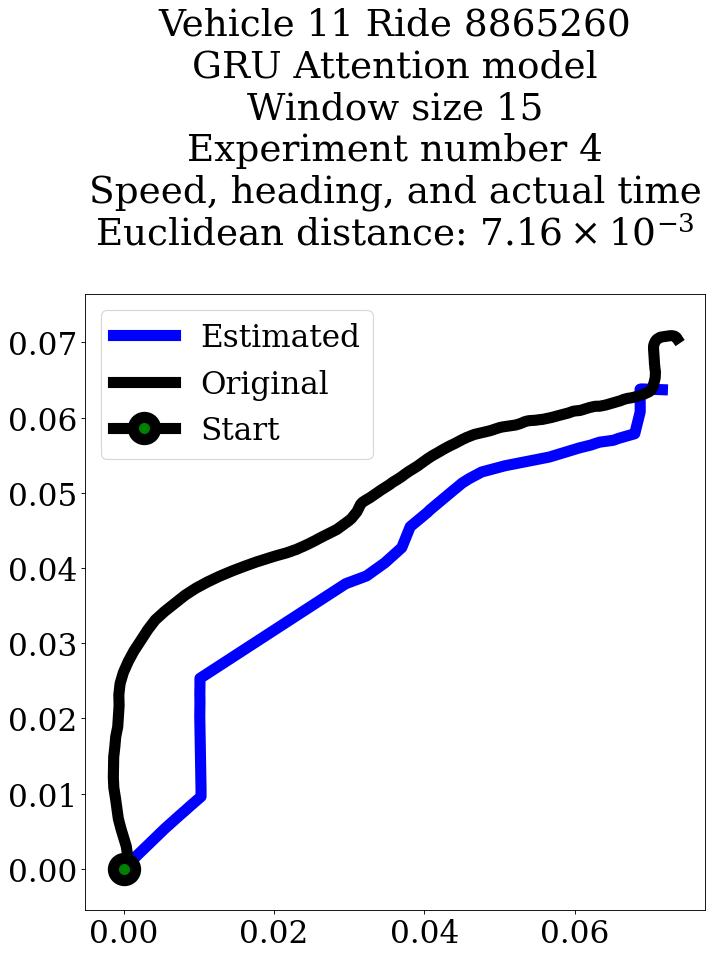 Vehicle 11 Ride 8865260
GRU Attention model
Window size 15
Experiment number 4
Speed, heading, and actual time
Euclidean distance: 7.16 × 10⁻³
Estimated
Original
Start
0.07
0.06
0.05
0.04
0.03
0.02
0.01
0.00
0.00 0.02 0.04 0.06